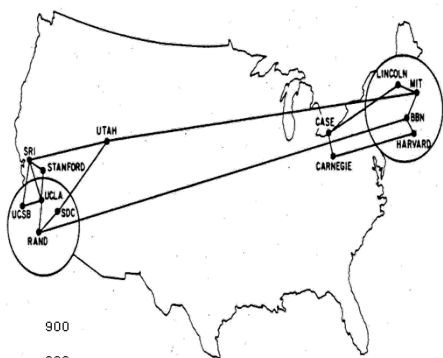 LINCOLN
MIT
CASE
BBN
HARVARD
CARNEGIE
UTAH
SRI
STANFORD
UCLA
UCSB
SDC
RAND
900